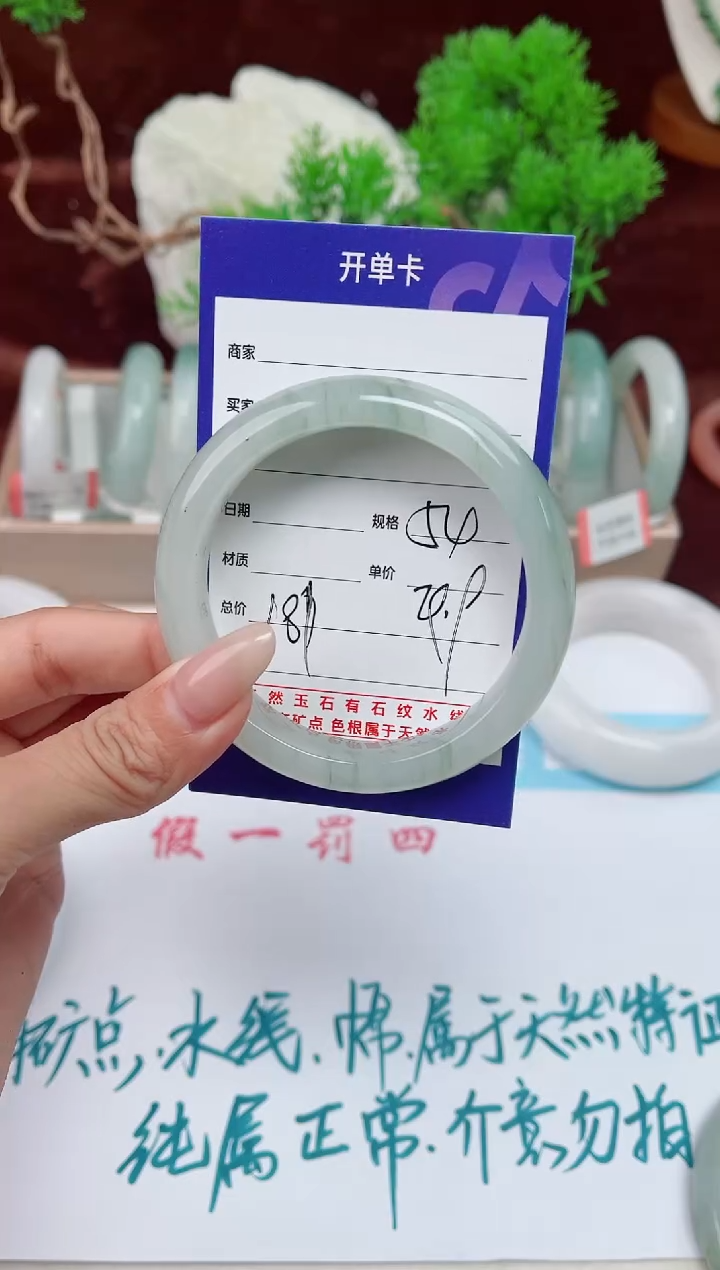 开单卡
商家
买家
日期 规格 54
材质 单价
总价
然玉石有石纹水线
矿点 色根属于天然
假一罚四
矿点、水线、棉、属于天然特证
纯属正常、介意勿拍